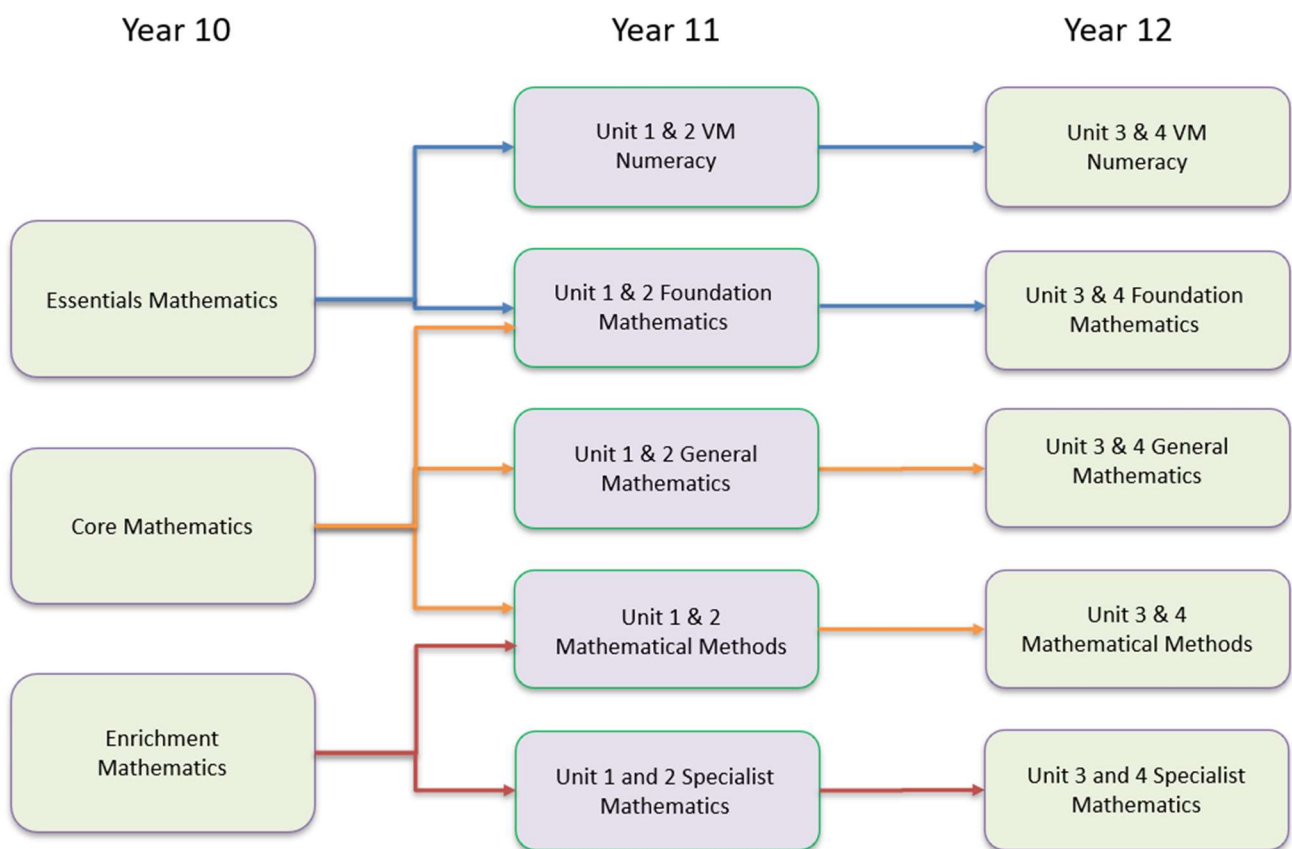 Year 10
Year 11
Year 12
Unit 1 & 2 VM
Numeracy
Unit 3 & 4 VM
Numeracy
Essentials Mathematics
Unit 1 & 2 Foundation
Mathematics
Unit 3 & 4 Foundation
Mathematics
Core Mathematics
Unit 1 & 2 General
Mathematics
Unit 3 & 4 General
Mathematics
Unit 1 & 2
Mathematical Methods
Unit 3 & 4
Mathematical Methods
Enrichment
Mathematics
Unit 1 and 2 Specialist
Mathematics
Unit 3 and 4 Specialist
Mathematics